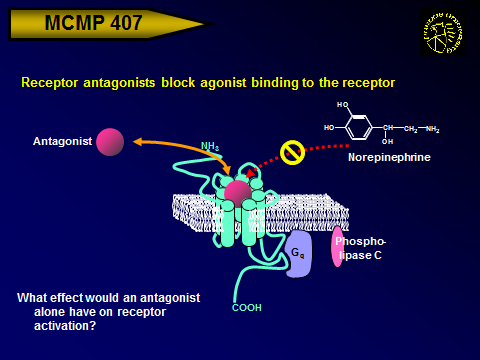 MCMP 407
Receptor antagonists block agonist binding to the receptor
HO
HO
CH
CH2
NH2
OH
Antagonist
NH3
Norepinephrine
Phospho-
lipase C
Gq
What effect would an antagonist
alone have on receptor
activation?
COOH